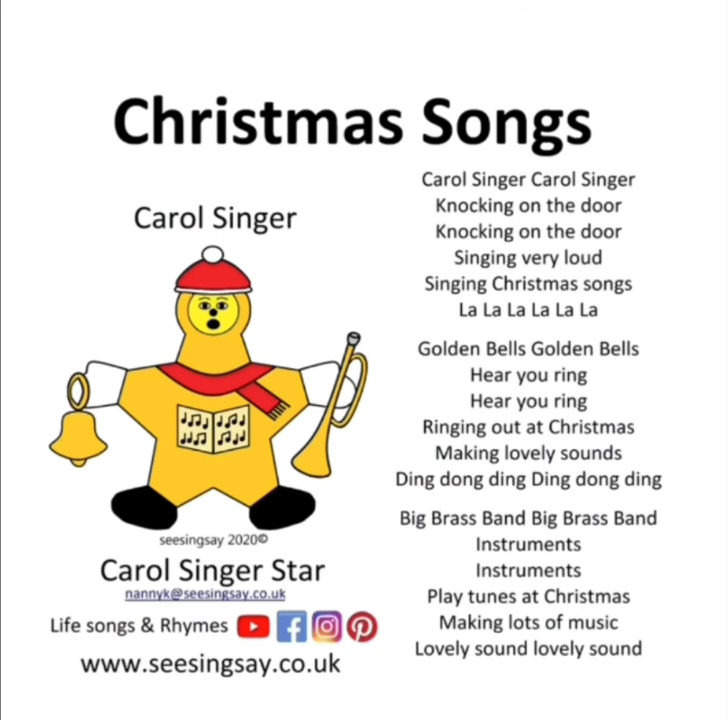 Christmas Songs
Carol Singer
seesingsay 2020©
Carol Singer Star
nannyk@seesingsay.co.uk
Life songs & Rhymes
www.seesingsay.co.uk
Carol Singer Carol Singer
Knocking on the door
Knocking on the door
Singing very loud
Singing Christmas songs
La La La La La La
Golden Bells Golden Bells
Hear you ring
Hear you ring
Ringing out at Christmas
Making lovely sounds
Ding dong ding Ding dong ding
Big Brass Band Big Brass Band
Instruments
Instruments
Play tunes at Christmas
Making lots of music
Lovely sound lovely sound